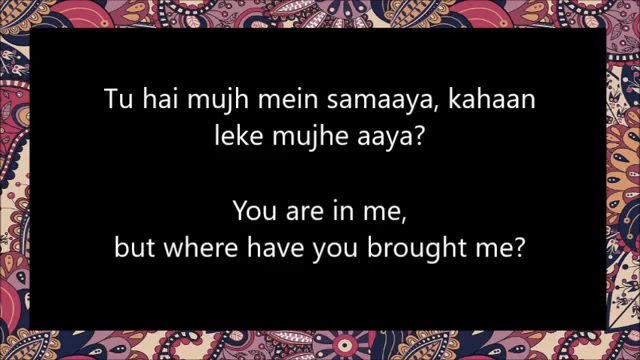 Tu hai mujh mein samaaya, kahaan
leke mujhe aaya?
You are in me,
but where have you brought me?